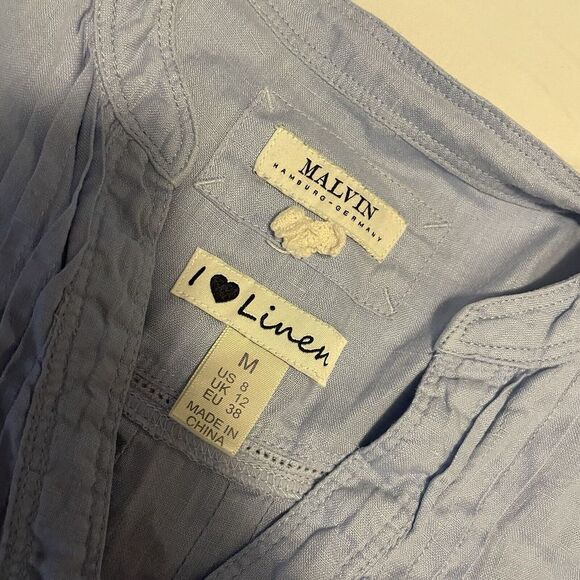 MALVIN
HAMBURG-GERMANY
I ♥ Linen
M
US 8
UK 12
EU 38
MADE IN
CHINA